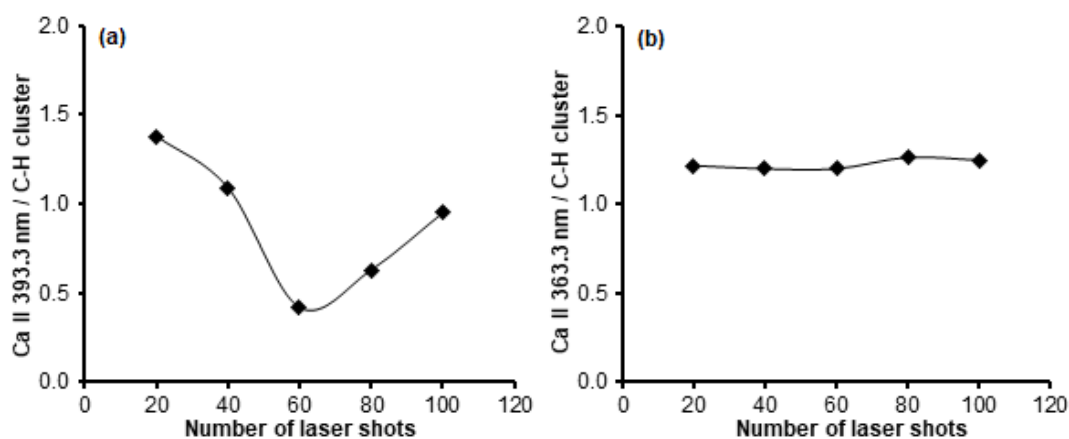 (a)
Ca II 393.3 nm / C-H cluster
2.0
1.5
1.0
0.5
0.0
0 20 40 60 80 100 120
Number of laser shots
(b)
Ca II 363.3 nm / C-H cluster
2.0
1.5
1.0
0.5
0.0
0 20 40 60 80 100 120
Number of laser shots